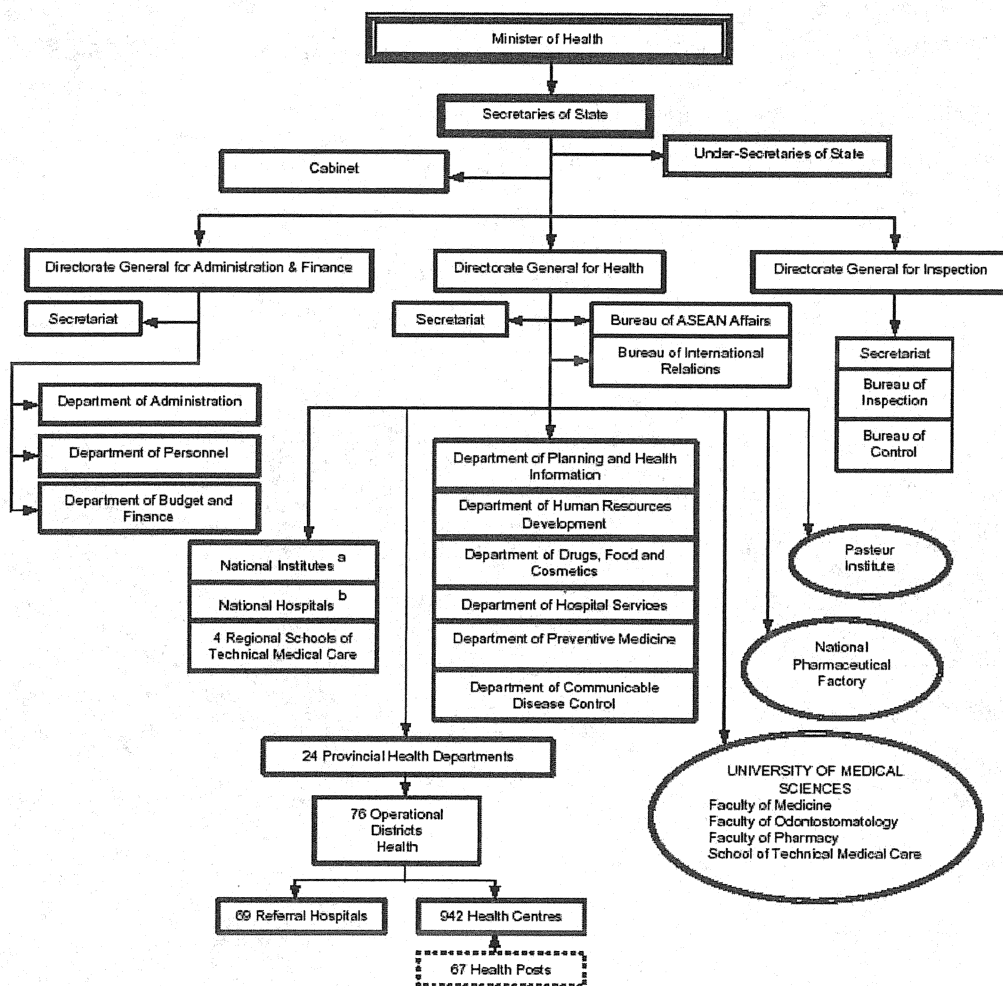 Minister of Health
Secretaries of State
Under-Secretaries of State
Cabinet
Directorate General for Administration & Finance
Directorate General for Health
Directorate General for Inspection
Secretariat
Secretariat
Bureau of ASEAN Affairs
Bureau of International
Relations
Secretariat
Bureau of
Inspection
Bureau of
Control
Department of Administration
Department of Personnel
Department of Budget and
Finance
Department of Planning and Health
Information
Department of Human Resources
Development
Department of Drugs, Food and
Cosmetics
Department of Hospital Services
Department of Preventive Medicine
Department of Communicable
Disease Control
National Institutes a
National Hospitals b
4 Regional Schools of
Technical Medical Care
Pasteur
Institute
National
Pharmaceutical
Factory
UNIVERSITY OF MEDICAL
SCIENCES
Faculty of Medicine
Faculty of Odontostomatology
Faculty of Pharmacy
School of Technical Medical Care
24 Provincial Health Departments
76 Operational
Districts
Health
69 Referral Hospitals
942 Health Centres
67 Health Posts